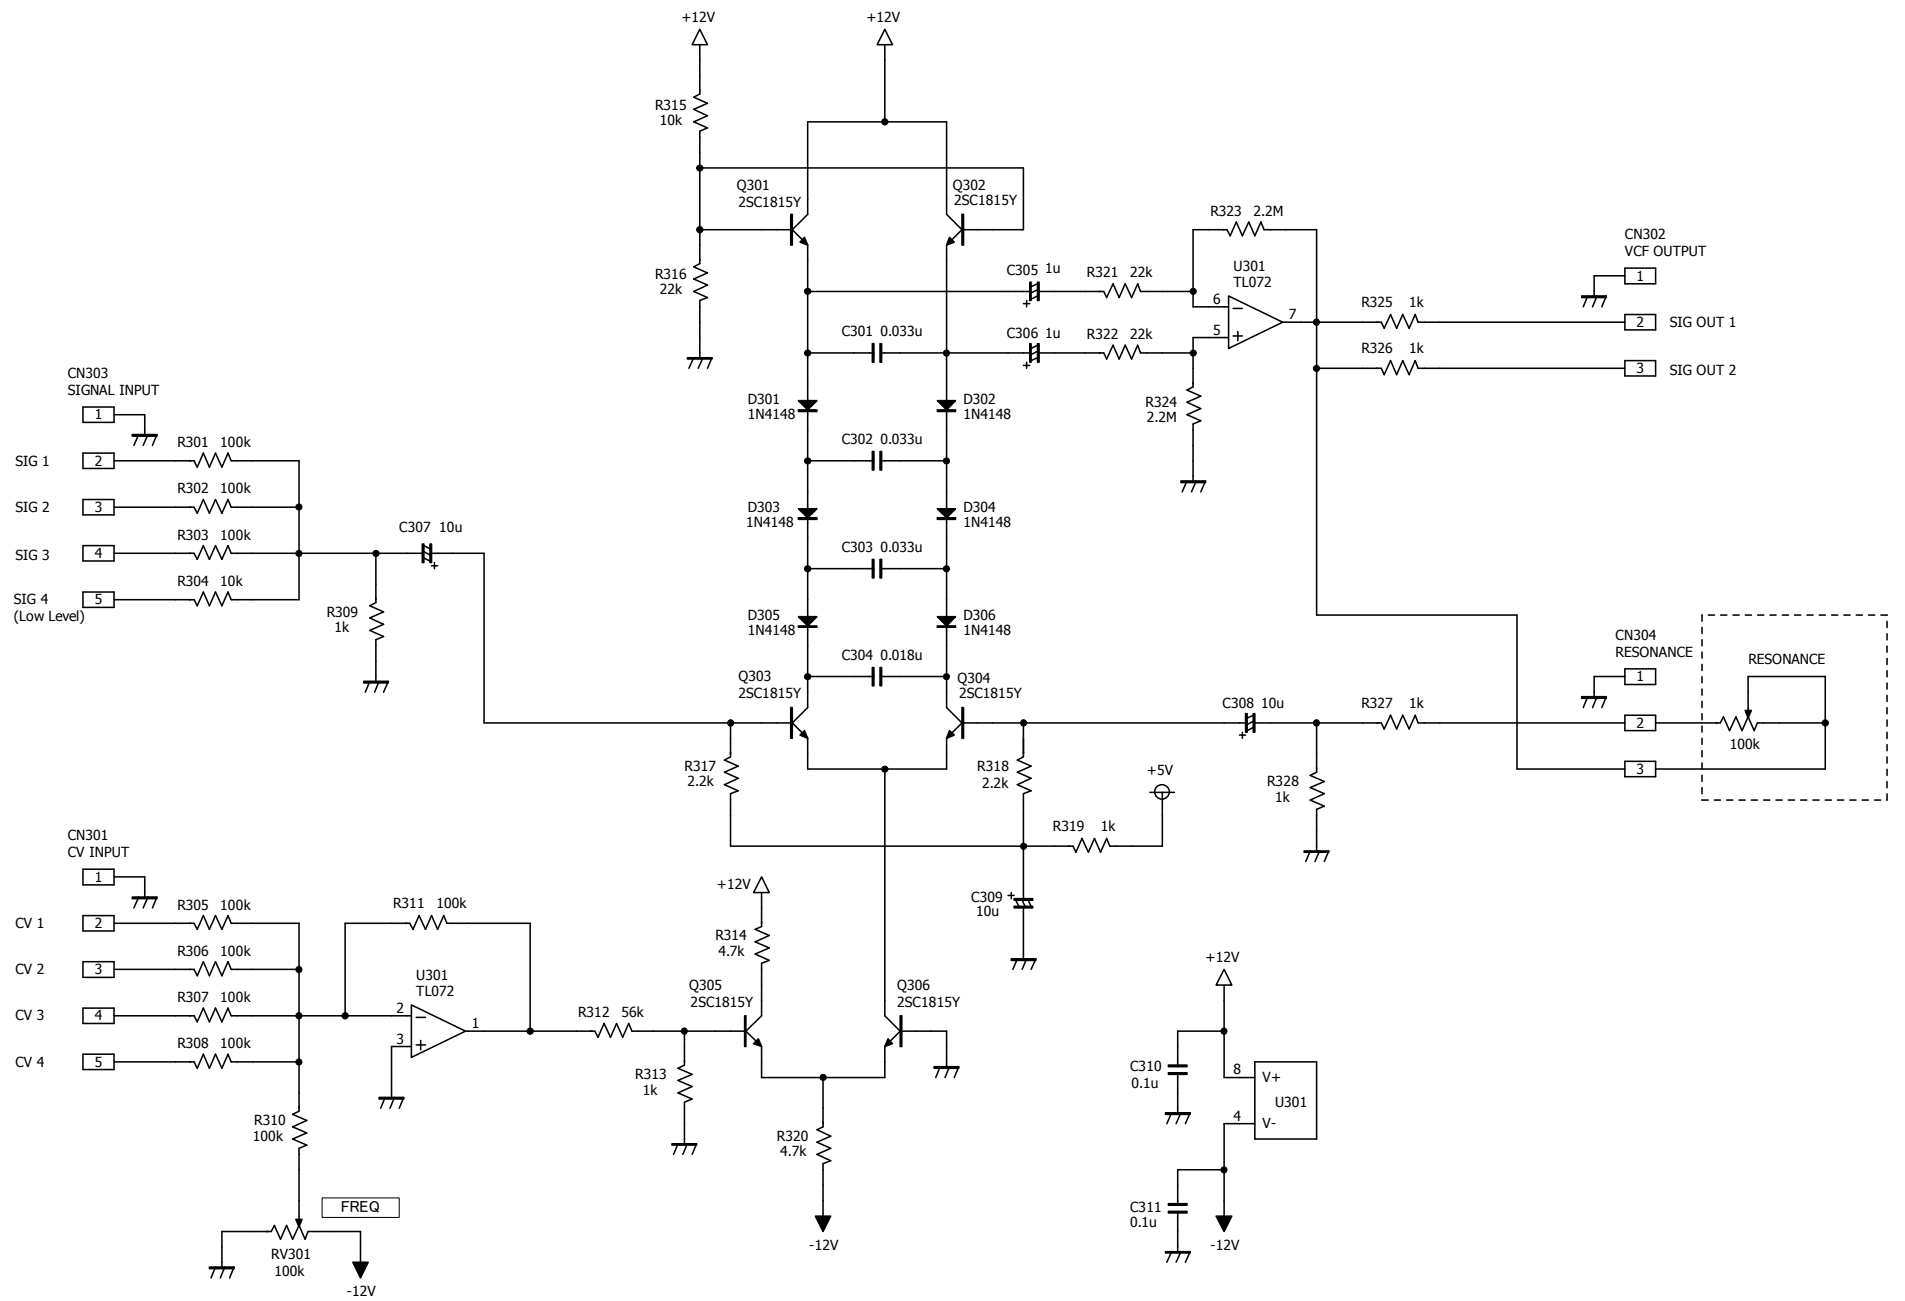 +12V
+12V
R315
10k
Q301
2SC1815Y
Q302
2SC1815Y
R316
22k
C305 1u
R321 22k
R323 2.2M
U301
TL072
6
5
7
C301 0.033u
C306 1u
R322 22k
R324
2.2M
CN302
VCF OUTPUT
1
R325 1k
2 SIG OUT 1
R326 1k
3 SIG OUT 2
CN303
SIGNAL INPUT
1
SIG 1 2 R301 100k
SIG 2 3 R302 100k
SIG 3 4 R303 100k
SIG 4 5 R304 10k
(Low Level)
R309
1k
C307 10u
D301
1N4148
D302
1N4148
C302 0.033u
D303
1N4148
D304
1N4148
C303 0.033u
D305
1N4148
D306
1N4148
C304 0.018u
Q303
2SC1815Y
Q304
2SC1815Y
R317
2.2k
R318
2.2k
R319 1k
+5V
C309
10u
C308 10u
R327 1k
R328
1k
CN304
RESONANCE
1
2
3
RESONANCE
100k
CN301
CV INPUT
1
CV 1 2 R305 100k
CV 2 3 R306 100k
CV 3 4 R307 100k
CV 4 5 R308 100k
R311 100k
U301
TL072
2
3
1
R310
100k
FREQ
RV301
100k
-12V
R312 56k
R313
1k
+12V
R314
4.7k
Q305
2SC1815Y
Q306
2SC1815Y
R320
4.7k
-12V
+12V
C310
0.1u
8 V+
U301
4 V-
C311
0.1u
-12V